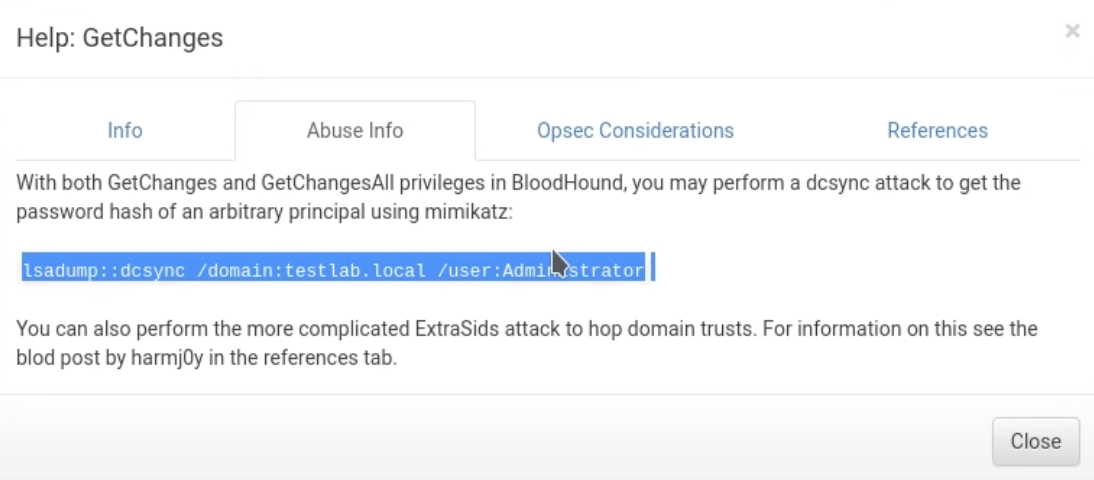 Help: GetChanges
×
Info
Abuse Info
Opsec Considerations
References
With both GetChanges and GetChangesAll privileges in BloodHound, you may perform a dcsync attack to get the
password hash of an arbitrary principal using mimikatz:
lsadump::dcsync /domain:testlab.local /user:Administrator
You can also perform the more complicated ExtraSids attack to hop domain trusts. For information on this see the
blod post by harmj0y in the references tab.
Close